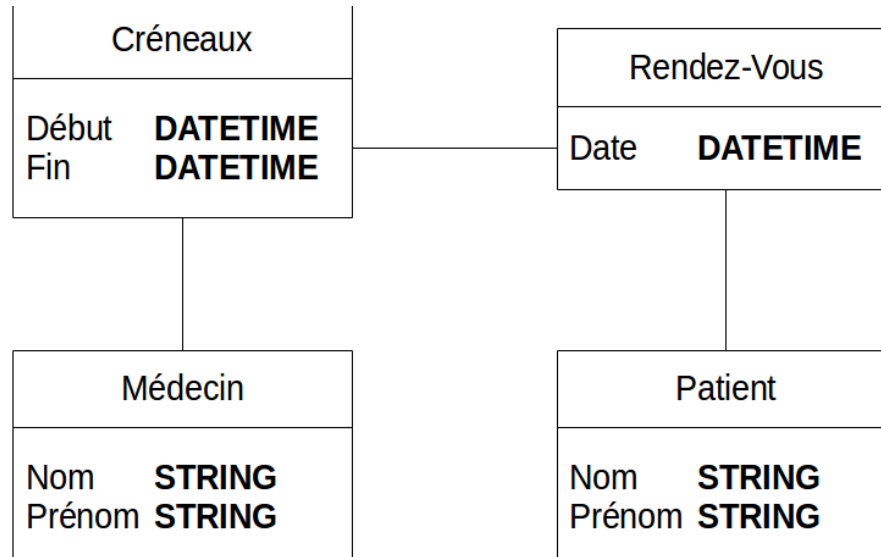 Créneaux
Début DATETIME
Fin DATETIME
Rendez-Vous
Date DATETIME
Médecin
Nom STRING
Prénom STRING
Patient
Nom STRING
Prénom STRING